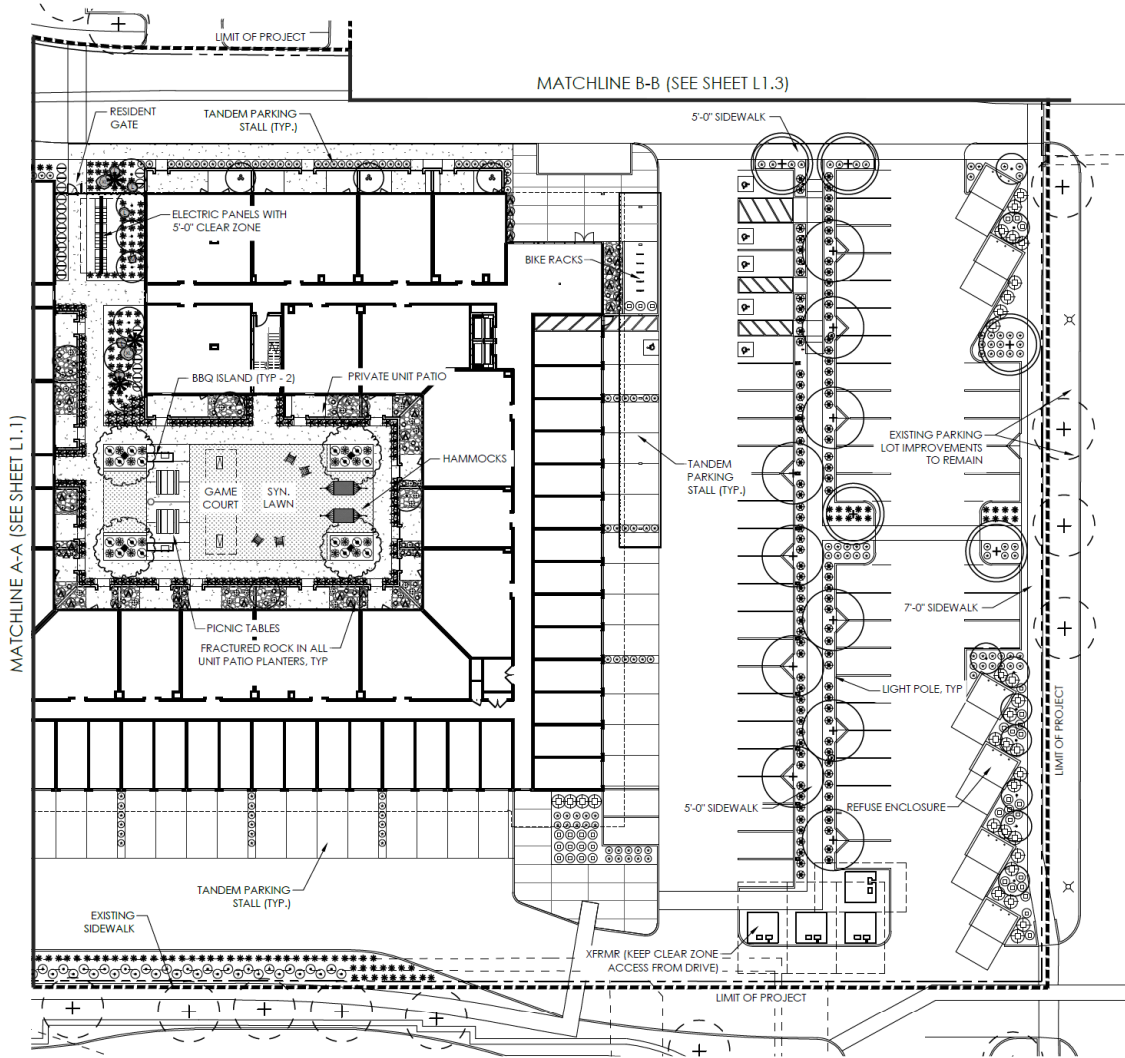 LIMIT OF PROJECT
MATCHLINE B-B (SEE SHEET L1.3)
RESIDENT
GATE
TANDEM PARKING
STALL (TYP.)
5'-0" SIDEWALK
ELECTRIC PANELS WITH
5'-0" CLEAR ZONE
BIKE RACKS
BBQ ISLAND (TYP - 2)
PRIVATE UNIT PATIO
MATCHLINE A-A (SEE SHEET L1.1)
HAMMOCKS
EXISTING PARKING
LOT IMPROVEMENTS
TO REMAIN
GAME
COURT
SYN.
LAWN
TANDEM
PARKING
STALL (TYP.)
7'-0" SIDEWALK
PICNIC TABLES
FRACTURED ROCK IN ALL
UNIT PATIO PLANTERS, TYP
LIGHT POLE, TYP
LIMIT OF PROJECT
5'-0" SIDEWALK
REFUSE ENCLOSURE
TANDEM PARKING
STALL (TYP.)
EXISTING
SIDEWALK
XFRMR (KEEP CLEAR ZONE
ACCESS FROM DRIVE)
LIMIT OF PROJECT